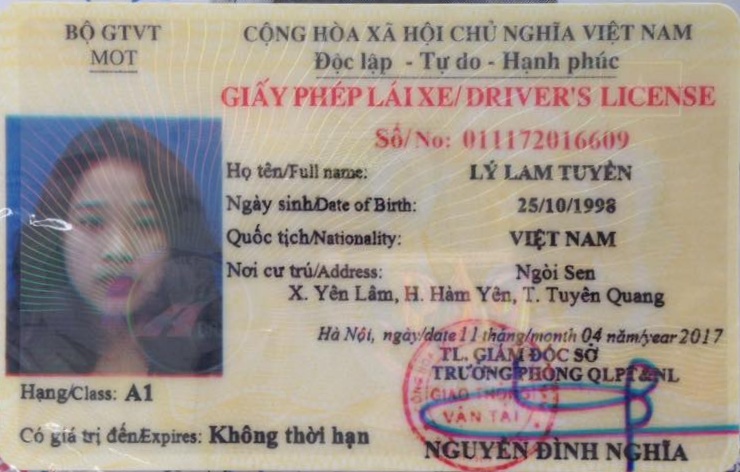 BỘ GTVT
MOT
CỘNG HÒA XÃ HỘI CHỦ NGHĨA VIỆT NAM
Độc lập - Tự do - Hạnh phúc
GIẤY PHÉP LÁI XE/ DRIVER'S LICENSE
Số/No: 011172016609
Họ tên/Full name: LÝ LAM TUYỀN
Ngày sinh/Date of Birth: 25/10/1998
Quốc tịch/Nationality: VIỆT NAM
Nơi cư trú/Address: Ngòi Sen
X. Yên Lâm, H. Hàm Yên, T. Tuyên Quang
Hà Nội, ngày/date 11 tháng/month 04 năm/year 2017
TL. GIÁM ĐỐC SỞ
TRƯỞNG PHÒNG QLPT&NL
GIAO THÔNG
VẬN TẢI
NGUYỄN ĐÌNH NGHĨA
Hạng/Class: A1
Có giá trị đến/Expires: Không thời hạn